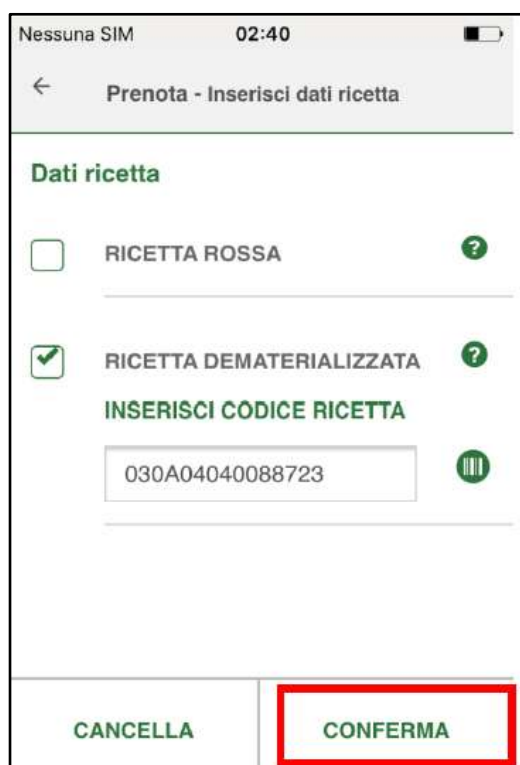 Nessuna SIM 02:40
Prenota - Inserisci dati ricetta
Dati ricetta
RICETTA ROSSA ?
RICETTA DEMATERIALIZZATA ?
INSERISCI CODICE RICETTA
030A04040088723
CANCELLA CONFERMA